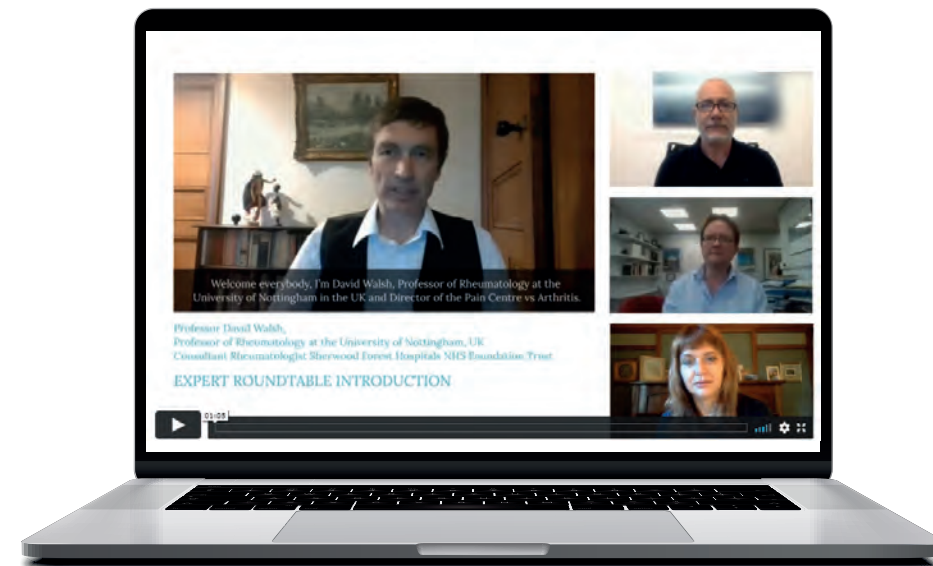 Welcome everybody, I'm David Walsh, Professor of Rheumatology at the
University of Nottingham in the UK and Director of the Pain Centre vs Arthritis.
Professor David Walsh,
Professor of Rheumatology at the University of Nottingham, UK
Consultant Rheumatologist Sherwood Forest Hospitals NHS Foundation Trust
EXPERT ROUNDTABLE INTRODUCTION
01:05